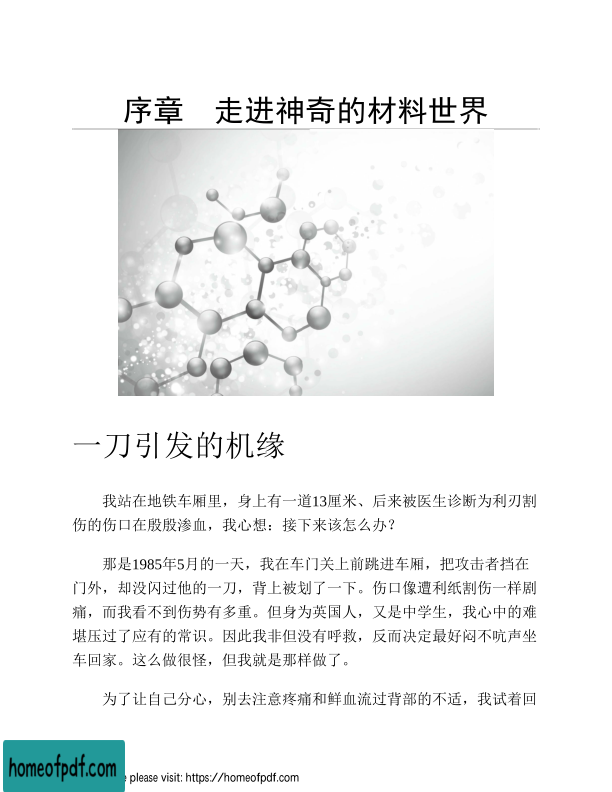 序章　走进神奇的材料世界
一刀引发的机缘
我站在地铁车厢里，身上有一道13厘米、后来被医生诊断为利刃割
伤的伤口在殷殷渗血，我心想：接下来该怎么办？
那是1985年5月的一天，我在车门关上前跳进车厢，把攻击者挡在
门外，却没闪过他的一刀，背上被划了一下。伤口像遭利纸割伤一样剧
痛，而我看不到伤势有多重。但身为英国人，又是中学生，我心中的难
堪压过了应有的常识。因此我非但没有呼救，反而决定最好闷不吭声坐
车回家。这么做很怪，但我就是那样做了。
为了让自己分心，别去注意疼痛和鲜血流过背部的不适，我试着回
homeofpdf.com
e please visit: https://homeofpdf.com